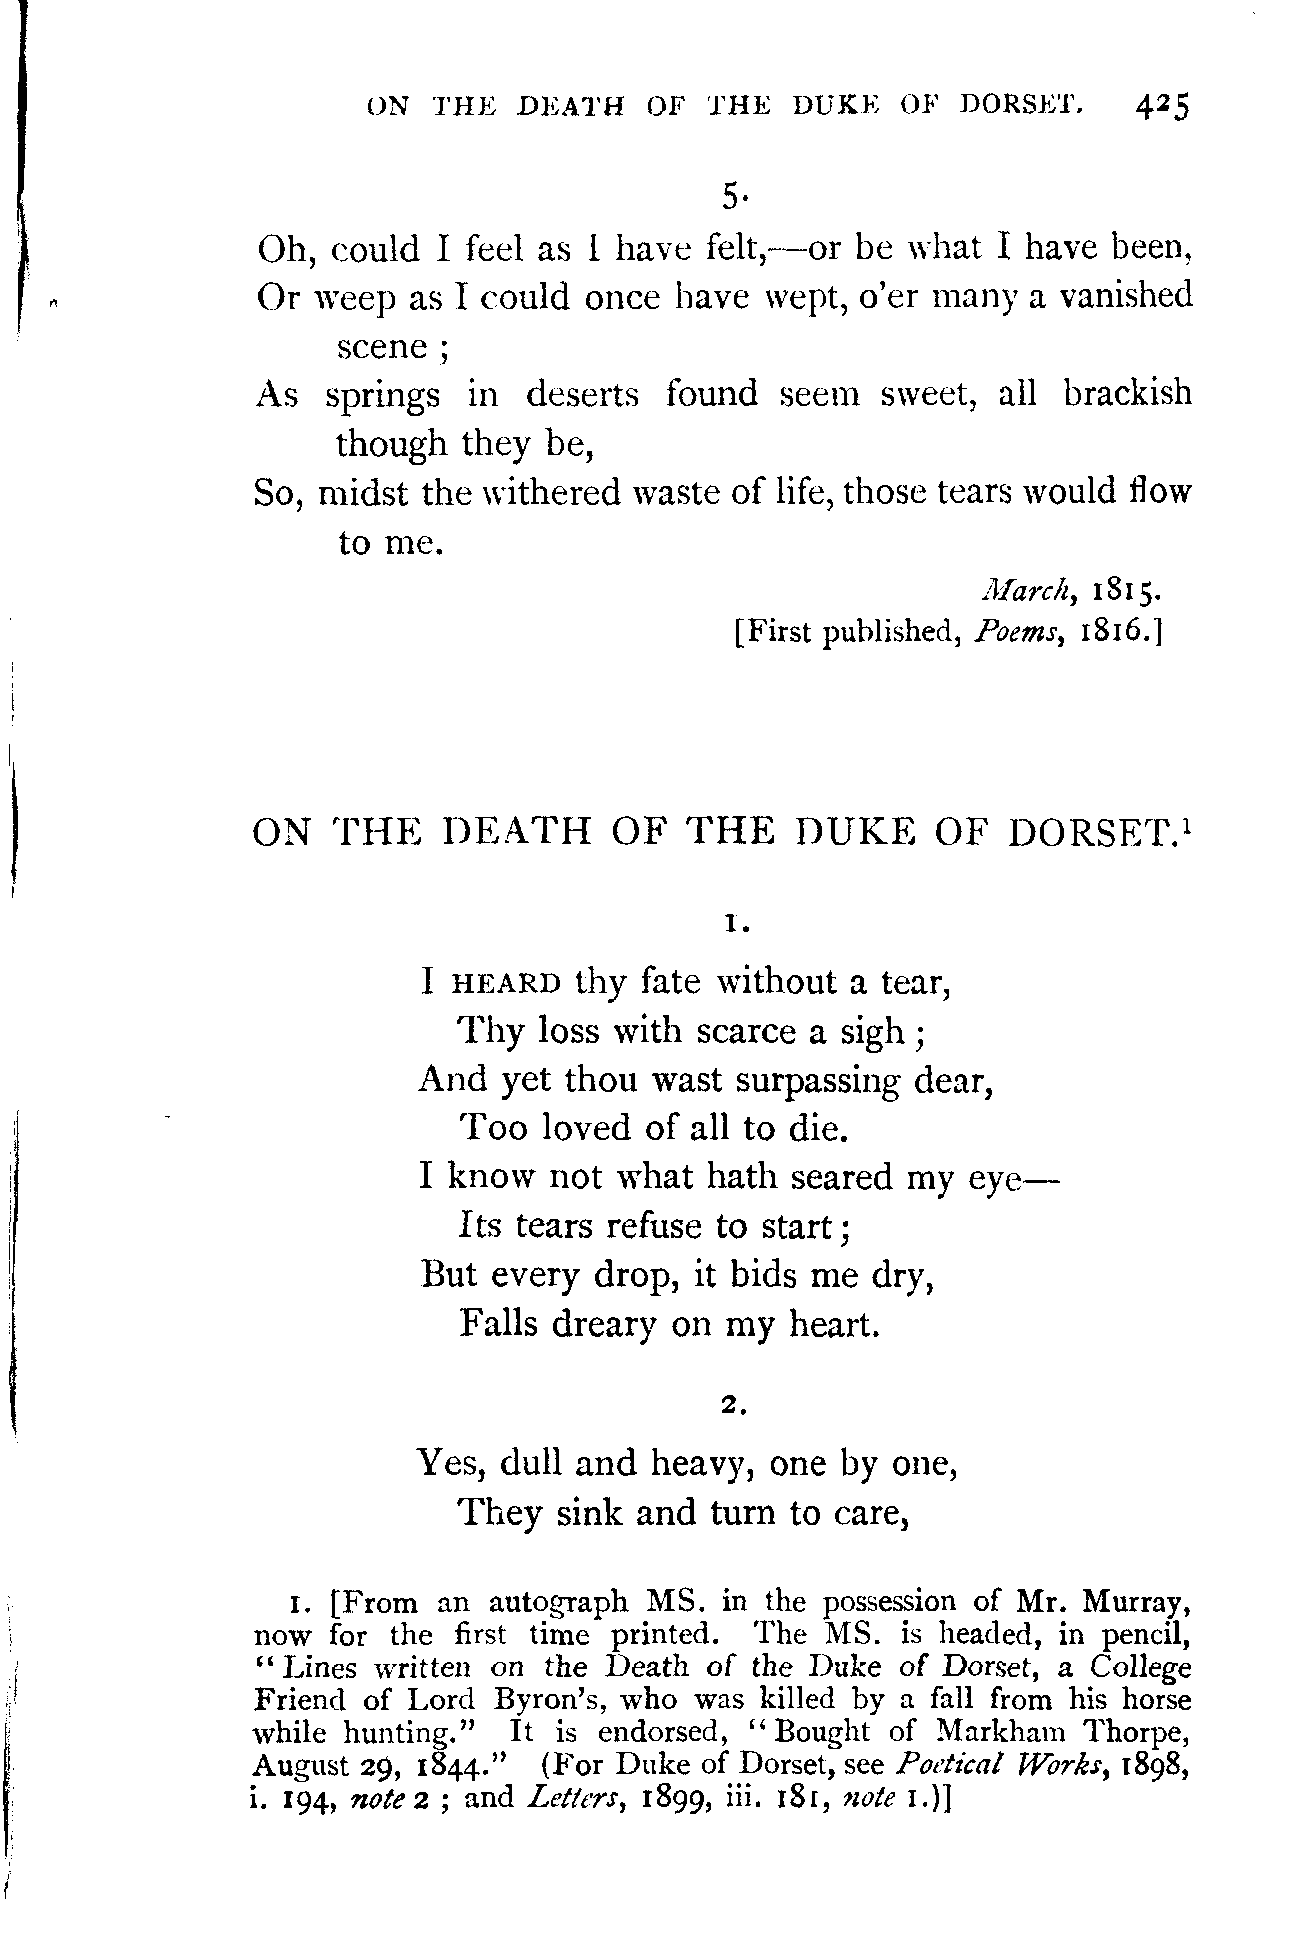 ON THE DEATH OF THE DUKE OF DORSET. 425
5.
Oh, could I feel as I have felt,—or be what I have been,
Or weep as I could once have wept, o'er many a vanished
scene ;
As springs in deserts found seem sweet, all brackish
though they be,
So, midst the withered waste of life, those tears would flow
to me.
March, 1815.
[First published, Poems, 1816.]
ON THE DEATH OF THE DUKE OF DORSET.¹
1.
I HEARD thy fate without a tear,
Thy loss with scarce a sigh ;
And yet thou wast surpassing dear,
Too loved of all to die.
I know not what hath seared my eye—
Its tears refuse to start ;
But every drop, it bids me dry,
Falls dreary on my heart.
2.
Yes, dull and heavy, one by one,
They sink and turn to care,
1. [From an autograph MS. in the possession of Mr. Murray,
now for the first time printed. The MS. is headed, in pencil,
“Lines written on the Death of the Duke of Dorset, a College
Friend of Lord Byron's, who was killed by a fall from his horse
while hunting.” It is endorsed, “Bought of Markham Thorpe,
August 29, 1844.” (For Duke of Dorset, see Poetical Works, 1898,
i. 194, note 2 ; and Letters, 1899, iii. 181, note 1.)]